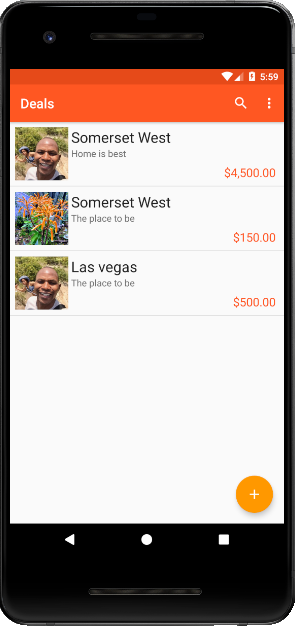 5:59
Deals
Somerset West
Home is best
$4,500.00
Somerset West
The place to be
$150.00
Las vegas
The place to be
$500.00